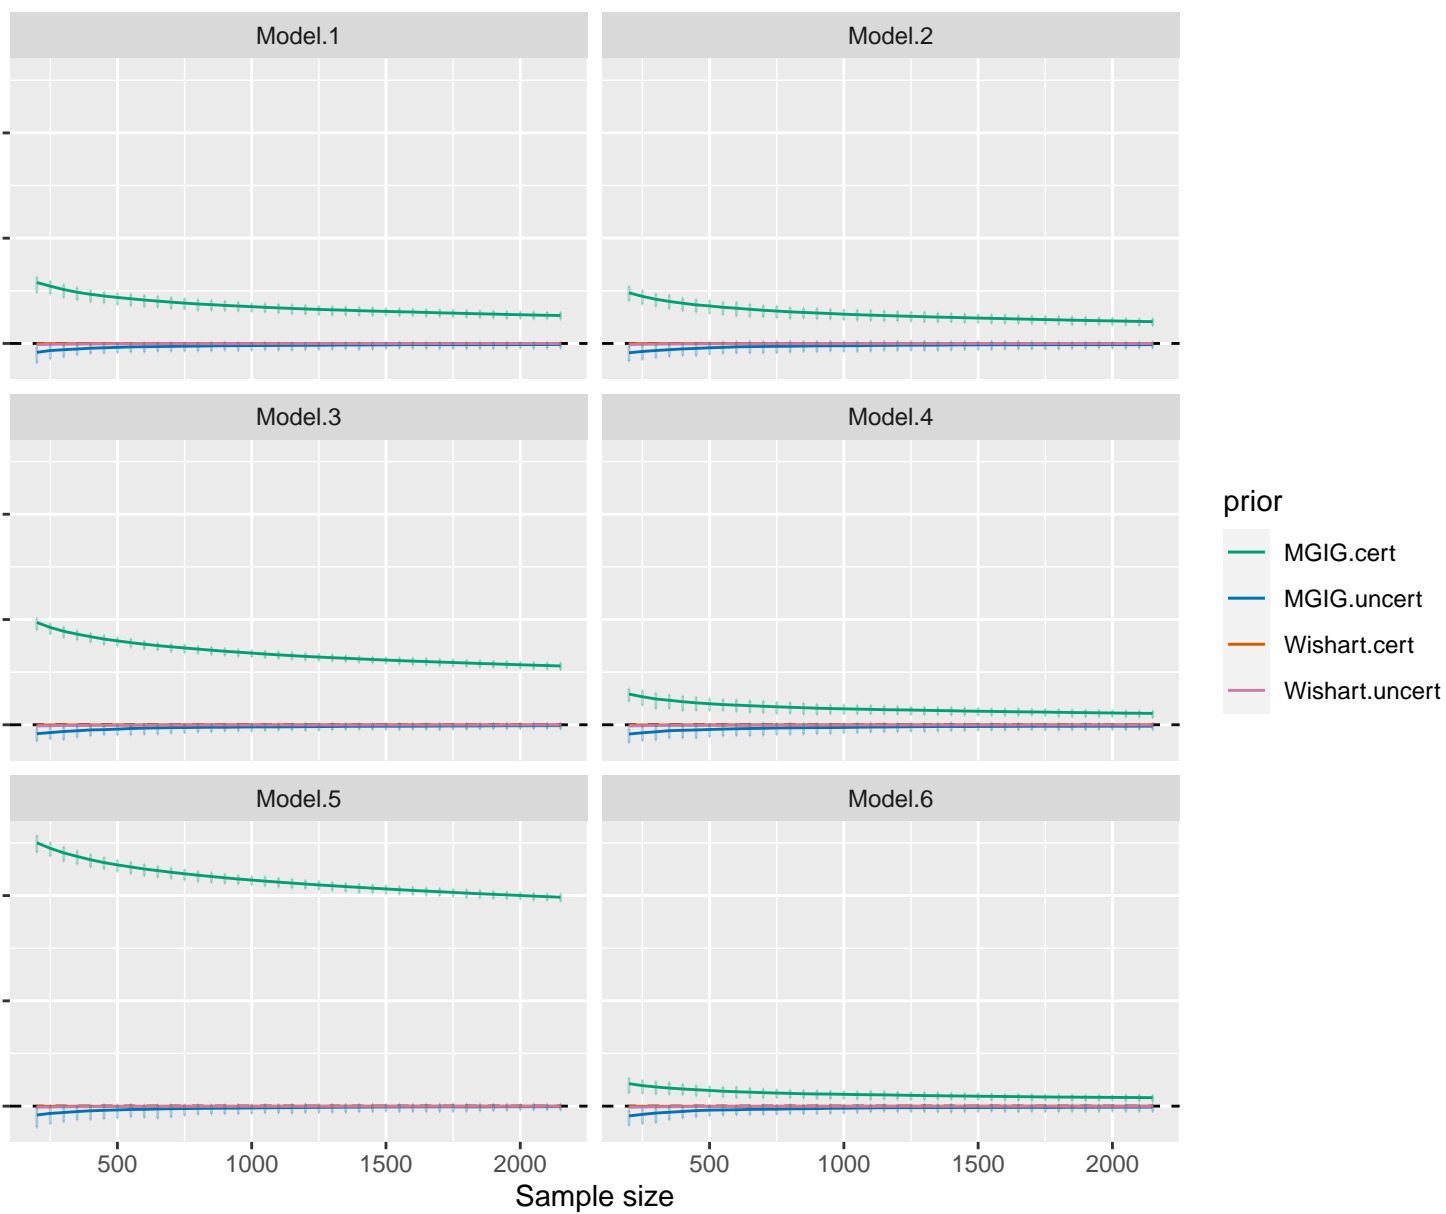 Model.1
Model.2
Model.3
Model.4
Model.5
Model.6
500 1000 1500 2000
500 1000 1500 2000
Sample size
prior
MGIG.cert
MGIG.uncert
Wishart.cert
Wishart.uncert